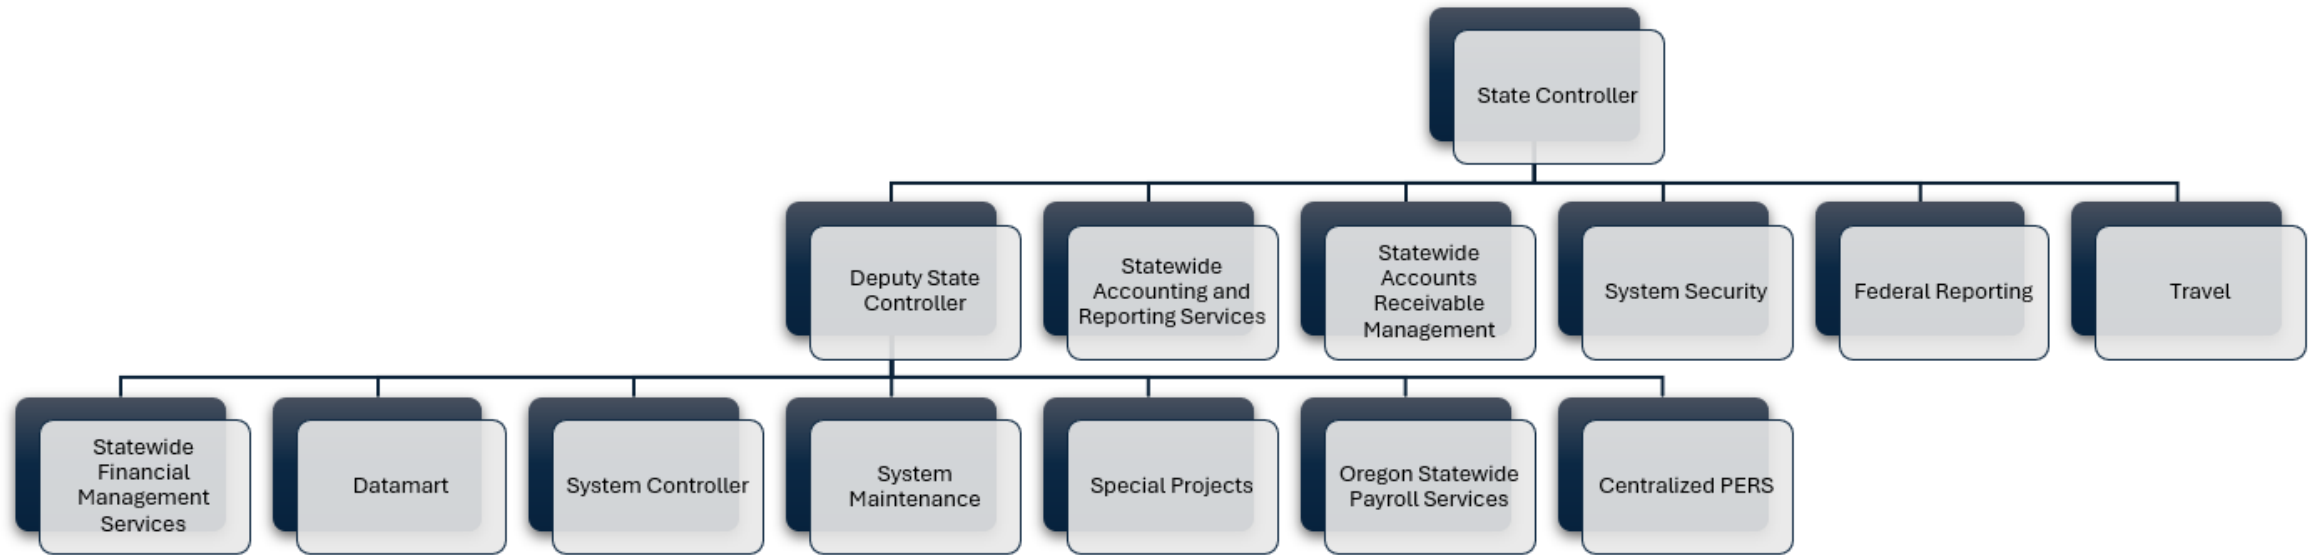 State Controller
Deputy State
Controller
Statewide
Accounting and
Reporting Services
Statewide
Accounts
Receivable
Management
System Security
Federal Reporting
Travel
Statewide
Financial
Management
Services
Datamart
System Controller
System
Maintenance
Special Projects
Oregon Statewide
Payroll Services
Centralized PERS